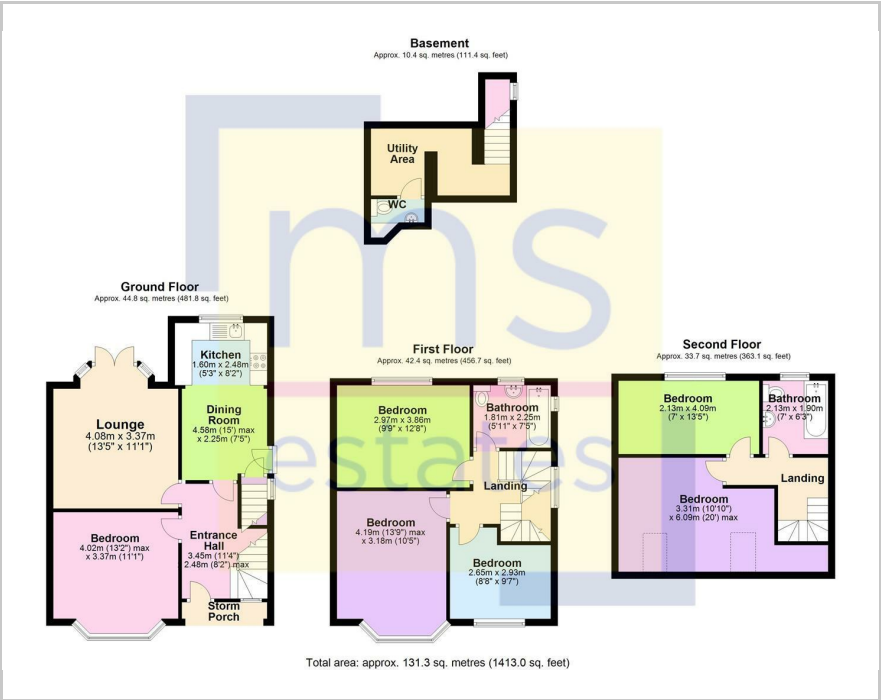 Basement
Approx. 10.4 sq. metres (111.4 sq. feet)
Utility
Area
WC
Ground Floor
Approx. 44.8 sq. metres (481.8 sq. feet)
Kitchen
1.60m x 2.48m
(5'3" x 8'2")
Lounge
4.08m x 3.37m
(13'5" x 11'1")
Dining
Room
4.58m (15') max
x 2.25m (7'5")
Bedroom
4.02m (13'2") max
x 3.37m (11'1")
Entrance
Hall
3.45m (11'4")
2.48m (8'2") max
Storm
Porch
First Floor
Approx. 42.4 sq. metres (456.7 sq. feet)
Bedroom
2.97m x 3.86m
(9'9" x 12'8")
Bathroom
1.81m x 2.25m
(5'11" x 7'5")
Landing
Bedroom
4.19m (13'9") max
x 3.18m (10'5")
Bedroom
2.65m x 2.93m
(8'8" x 9'7")
Second Floor
Approx. 33.7 sq. metres (363.1 sq. feet)
Bedroom
2.13m x 4.09m
(7' x 13'5")
Bathroom
2.13m x 1.90m
(7' x 6'3")
Landing
Bedroom
3.31m (10'10")
x 6.09m (20') max
ms
estates
Total area: approx. 131.3 sq. metres (1413.0 sq. feet)